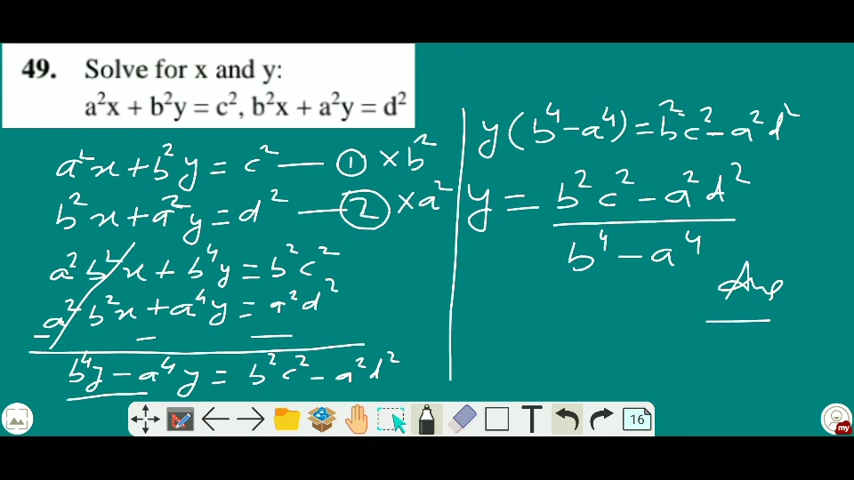 49. Solve for x and y:
a²x + b²y = c², b²x + a²y = d²
a²x + b²y = c² — ① × b²
b²x + a²y = d² — ② × a²
a²b²x + b⁴y = b²c²
a²b²x + a⁴y = a²d²
— — —
b⁴y – a⁴y = b²c² – a²d²
y(b⁴ – a⁴) = b²c² – a²d²
y = b²c² – a²d²
b⁴ – a⁴
Ans
T
16
my